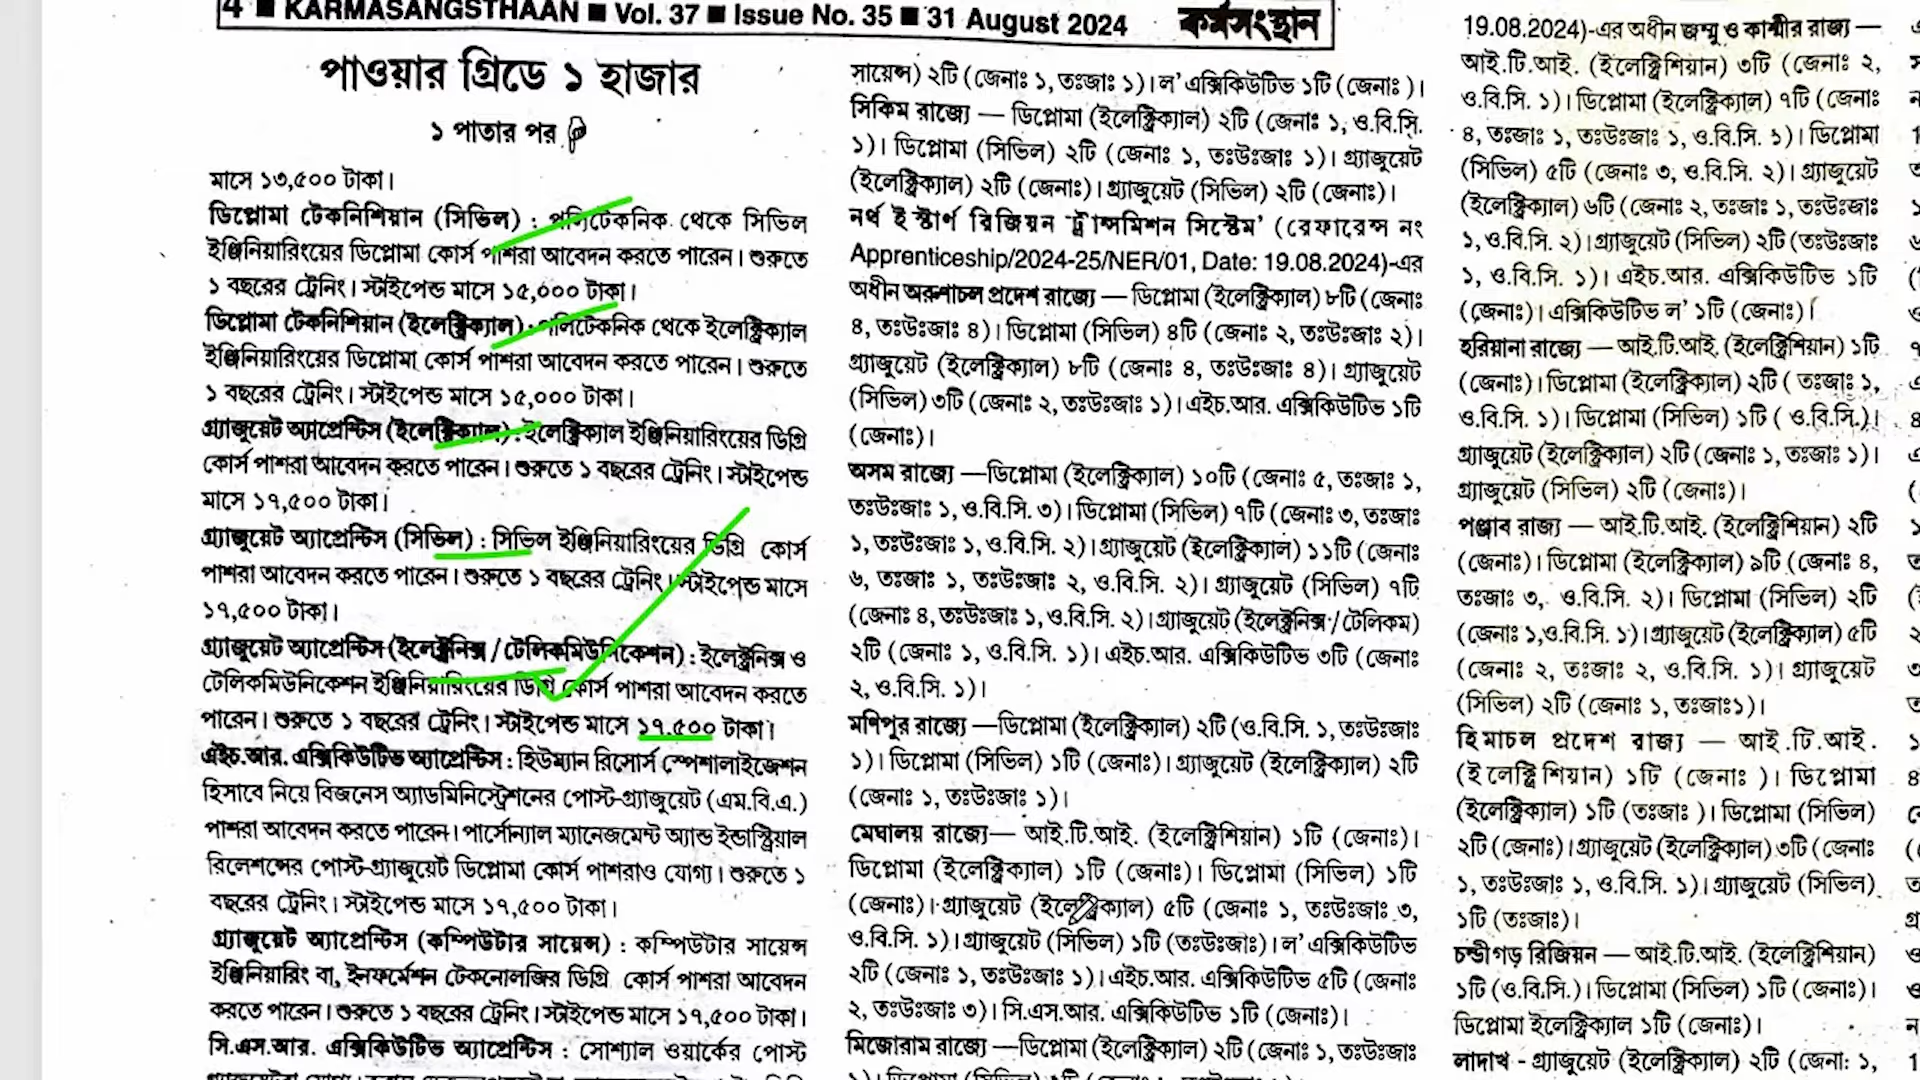 4 ■ KARMASANGSTHAAN ■ Vol. 37 ■ Issue No. 35 ■ 31 August 2024 কর্মসংস্থান
পাওয়ার গ্রিডে ১ হাজার
১ পাতার পর
মাসে ১৩,৫০০ টাকা।
ডিপ্লোমা টেকনিশিয়ান (সিভিল) : পলিটেকনিক থেকে সিভিল
ইঞ্জিনিয়ারিংয়ের ডিপ্লোমা কোর্স পাশরা আবেদন করতে পারেন। শুরুতে
১ বছরের ট্রেনিং। স্টাইপেন্ড মাসে ১৫,০০০ টাকা।
ডিপ্লোমা টেকনিশিয়ান (ইলেক্ট্রিক্যাল) : পলিটেকনিক থেকে ইলেক্ট্রিক্যাল
ইঞ্জিনিয়ারিংয়ের ডিপ্লোমা কোর্স পাশরা আবেদন করতে পারেন। শুরুতে
১ বছরের ট্রেনিং। স্টাইপেন্ড মাসে ১৫,০০০ টাকা।
গ্র্যাজুয়েট অ্যাপ্রেন্টিস (ইলেক্ট্রিক্যাল) : ইলেক্ট্রিক্যাল ইঞ্জিনিয়ারিংয়ের ডিগ্রি
কোর্স পাশরা আবেদন করতে পারেন। শুরুতে ১ বছরের ট্রেনিং। স্টাইপেন্ড
মাসে ১৭,৫০০ টাকা।
গ্র্যাজুয়েট অ্যাপ্রেন্টিস (সিভিল) : সিভিল ইঞ্জিনিয়ারিংয়ের ডিগ্রি কোর্স
পাশরা আবেদন করতে পারেন। শুরুতে ১ বছরের ট্রেনিং। স্টাইপেন্ড মাসে
১৭,৫০০ টাকা।
গ্র্যাজুয়েট অ্যাপ্রেন্টিস (ইলেক্ট্রনিক্স / টেলিকমিউনিকেশন) : ইলেক্ট্রনিক্স ও
টেলিকমিউনিকেশন ইঞ্জিনিয়ারিংয়ের ডিগ্রি কোর্স পাশরা আবেদন করতে
পারেন। শুরুতে ১ বছরের ট্রেনিং। স্টাইপেন্ড মাসে ১৭,৫০০ টাকা।
এইচ.আর. এক্সিকিউটিভ অ্যাপ্রেন্টিস : হিউম্যান রিসোর্স স্পেশালাইজেশন
হিসাবে নিয়ে বিজনেস অ্যাডমিনিস্ট্রেশনের পোস্ট-গ্র্যাজুয়েট (এম.বি.এ.)
পাশরা আবেদন করতে পারেন। পার্সোন্যাল ম্যানেজমেন্ট অ্যান্ড ইন্ডাস্ট্রিয়াল
রিলেশন্সের পোস্ট-গ্র্যাজুয়েট ডিপ্লোমা কোর্স পাশরাও যোগ্য। শুরুতে ১
বছরের ট্রেনিং। স্টাইপেন্ড মাসে ১৭,৫০০ টাকা।
গ্র্যাজুয়েট অ্যাপ্রেন্টিস (কম্পিউটার সায়েন্স) : কম্পিউটার সায়েন্স
ইঞ্জিনিয়ারিং বা, ইনফর্মেশন টেকনোলজির ডিগ্রি কোর্স পাশরা আবেদন
করতে পারেন। শুরুতে ১ বছরের ট্রেনিং। স্টাইপেন্ড মাসে ১৭,৫০০ টাকা।
সি.এস.আর. এক্সিকিউটিভ অ্যাপ্রেন্টিস : সোশ্যাল ওয়ার্কের পোস্ট
সায়েন্স) ২টি (জেনাঃ ১, তঃজাঃ ১)। ল' এক্সিকিউটিভ ১টি (জেনাঃ)।
সিকিম রাজ্যে — ডিপ্লোমা (ইলেক্ট্রিক্যাল) ২টি (জেনাঃ ১, ও.বি.সি.
১)। ডিপ্লোমা (সিভিল) ২টি (জেনাঃ ১, তঃউঃজাঃ ১)। গ্র্যাজুয়েট
(ইলেক্ট্রিক্যাল) ২টি (জেনাঃ)। গ্র্যাজুয়েট (সিভিল) ২টি (জেনাঃ)।
নর্থ ইস্টার্ণ রিজিয়ন ট্রান্সমিশন সিস্টেম' (রেফারেন্স নং
Apprenticeship/2024-25/NER/01, Date: 19.08.2024)-এর
অধীন অরুণাচল প্রদেশ রাজ্যে — ডিপ্লোমা (ইলেক্ট্রিক্যাল) ৮টি (জেনাঃ
৪, তঃউঃজাঃ ৪)। ডিপ্লোমা (সিভিল) ৪টি (জেনাঃ ২, তঃউঃজাঃ ২)।
গ্র্যাজুয়েট (ইলেক্ট্রিক্যাল) ৮টি (জেনাঃ ৪, তঃউঃজাঃ ৪)। গ্র্যাজুয়েট
(সিভিল) ৩টি (জেনাঃ ২, তঃউঃজাঃ ১)। এইচ.আর. এক্সিকিউটিভ ১টি
(জেনাঃ)।
অসম রাজ্যে —ডিপ্লোমা (ইলেক্ট্রিক্যাল) ১০টি (জেনাঃ ৫, তঃজাঃ ১,
তঃউঃজাঃ ১, ও.বি.সি. ৩)। ডিপ্লোমা (সিভিল) ৭টি (জেনাঃ ৩, তঃজাঃ
১, তঃউঃজাঃ ১, ও.বি.সি. ২)। গ্র্যাজুয়েট (ইলেক্ট্রিক্যাল) ১১টি (জেনাঃ
৬, তঃজাঃ ১, তঃউঃজাঃ ২, ও.বি.সি. ২)। গ্র্যাজুয়েট (সিভিল) ৭টি
(জেনাঃ ৪, তঃউঃজাঃ ১, ও.বি.সি. ২)। গ্র্যাজুয়েট (ইলেক্ট্রনিক্স / টেলিকম)
২টি (জেনাঃ ১, ও.বি.সি. ১)। এইচ.আর. এক্সিকিউটিভ ৩টি (জেনাঃ
২, ও.বি.সি. ১)।
মণিপুর রাজ্যে —ডিপ্লোমা (ইলেক্ট্রিক্যাল) ২টি (ও.বি.সি. ১, তঃউঃজাঃ
১)। ডিপ্লোমা (সিভিল) ১টি (জেনাঃ)। গ্র্যাজুয়েট (ইলেক্ট্রিক্যাল) ২টি
(জেনাঃ ১, তঃউঃজাঃ ১)।
মেঘালয় রাজ্যে— আই.টি.আই. (ইলেক্ট্রিশিয়ান) ১টি (জেনাঃ)।
ডিপ্লোমা (ইলেক্ট্রিক্যাল) ১টি (জেনাঃ)। ডিপ্লোমা (সিভিল) ১টি
(জেনাঃ)। গ্র্যাজুয়েট (ইলেক্ট্রিক্যাল) ৫টি (জেনাঃ ১, তঃউঃজাঃ ৩,
ও.বি.সি. ১)। গ্র্যাজুয়েট (সিভিল) ১টি (তঃউঃজাঃ)। ল' এক্সিকিউটিভ
২টি (জেনাঃ ১, তঃউঃজাঃ ১)। এইচ.আর. এক্সিকিউটিভ ৫টি (জেনাঃ
২, তঃউঃজাঃ ৩)। সি.এস.আর. এক্সিকিউটিভ ১টি (জেনাঃ)।
মিজোরাম রাজ্যে —ডিপ্লোমা (ইলেক্ট্রিক্যাল) ২টি (জেনাঃ ১, তঃউঃজাঃ
19.08.2024)-এর অধীন জম্মু ও কাশ্মীর রাজ্য —
আই.টি.আই. (ইলেক্ট্রিশিয়ান) ৩টি (জেনাঃ ২,
ও.বি.সি. ১)। ডিপ্লোমা (ইলেক্ট্রিক্যাল) ৭টি (জেনাঃ
৪, তঃজাঃ ১, তঃউঃজাঃ ১, ও.বি.সি. ১)। ডিপ্লোমা
(সিভিল) ৫টি (জেনাঃ ৩, ও.বি.সি. ২)। গ্র্যাজুয়েট
(ইলেক্ট্রিক্যাল) ৬টি (জেনাঃ ২, তঃজাঃ ১, তঃউঃজাঃ
১, ও.বি.সি. ২)। গ্র্যাজুয়েট (সিভিল) ২টি (তঃউঃজাঃ
১, ও.বি.সি. ১)। এইচ.আর. এক্সিকিউটিভ ১টি
(জেনাঃ)। এক্সিকিউটিভ ল' ১টি (জেনাঃ)।
হরিয়ানা রাজ্যে — আই.টি.আই. (ইলেক্ট্রিশিয়ান) ১টি
(জেনাঃ)। ডিপ্লোমা (ইলেক্ট্রিক্যাল) ২টি ( তঃজাঃ ১,
ও.বি.সি. ১)। ডিপ্লোমা (সিভিল) ১টি ( ও.বি.সি.)।
গ্র্যাজুয়েট (ইলেক্ট্রিক্যাল) ২টি (জেনাঃ ১, তঃজাঃ ১)।
গ্র্যাজুয়েট (সিভিল) ২টি (জেনাঃ)।
পঞ্জাব রাজ্য — আই.টি.আই. (ইলেক্ট্রিশিয়ান) ২টি
(জেনাঃ)। ডিপ্লোমা (ইলেক্ট্রিক্যাল) ৯টি (জেনাঃ ৪,
তঃজাঃ ৩, ও.বি.সি. ২)। ডিপ্লোমা (সিভিল) ২টি
(জেনাঃ ১,ও.বি.সি. ১)। গ্র্যাজুয়েট (ইলেক্ট্রিক্যাল) ৫টি
(জেনাঃ ২, তঃজাঃ ২, ও.বি.সি. ১)। গ্র্যাজুয়েট
(সিভিল) ২টি (জেনাঃ ১, তঃজাঃ১)।
হিমাচল প্রদেশ রাজ্য — আই.টি.আই.
(ইলেক্ট্রিশিয়ান) ১টি (জেনাঃ )। ডিপ্লোমা
(ইলেক্ট্রিক্যাল) ১টি (তঃজাঃ )। ডিপ্লোমা (সিভিল)
২টি (জেনাঃ)। গ্র্যাজুয়েট (ইলেক্ট্রিক্যাল) ৩টি (জেনাঃ
১, তঃউঃজাঃ ১, ও.বি.সি. ১)। গ্র্যাজুয়েট (সিভিল)
১টি (তঃজাঃ)।
চন্ডীগড় রিজিয়ন — আই.টি.আই. (ইলেক্ট্রিশিয়ান)
১টি (ও.বি.সি.)। ডিপ্লোমা (সিভিল) ১টি (জেনাঃ)।
ডিপ্লোমা ইলেক্ট্রিক্যাল ১টি (জেনাঃ)।
লাদাখ - গ্র্যাজুয়েট (ইলেক্ট্রিক্যাল) ২টি (জেনা: ১,